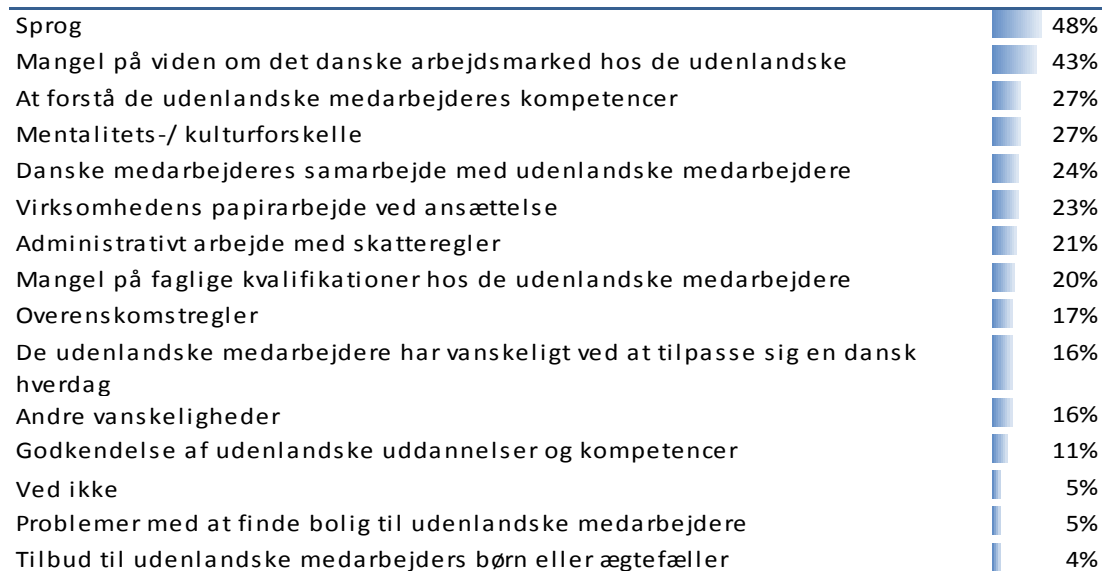 Sprog 48%
Mangel på viden om det danske arbejdsmarked hos de udenlandske 43%
At forstå de udenlandske medarbejderes kompetencer 27%
Mentalitets-/ kulturforskelle 27%
Danske medarbejderes samarbejde med udenlandske medarbejdere 24%
Virksomhedens papirarbejde ved ansættelse 23%
Administrativt arbejde med skatteregler 21%
Mangel på faglige kvalifikationer hos de udenlandske medarbejdere 20%
Overenskomstregler 17%
De udenlandske medarbejdere har vanskeligt ved at tilpasse sig en dansk 16%
hverdag
Andre vanskeligheder 16%
Godkendelse af udenlandske uddannelser og kompetencer 11%
Ved ikke 5%
Problemer med at finde bolig til udenlandske medarbejdere 5%
Tilbud til udenlandske medarbejders børn eller ægtefæller 4%